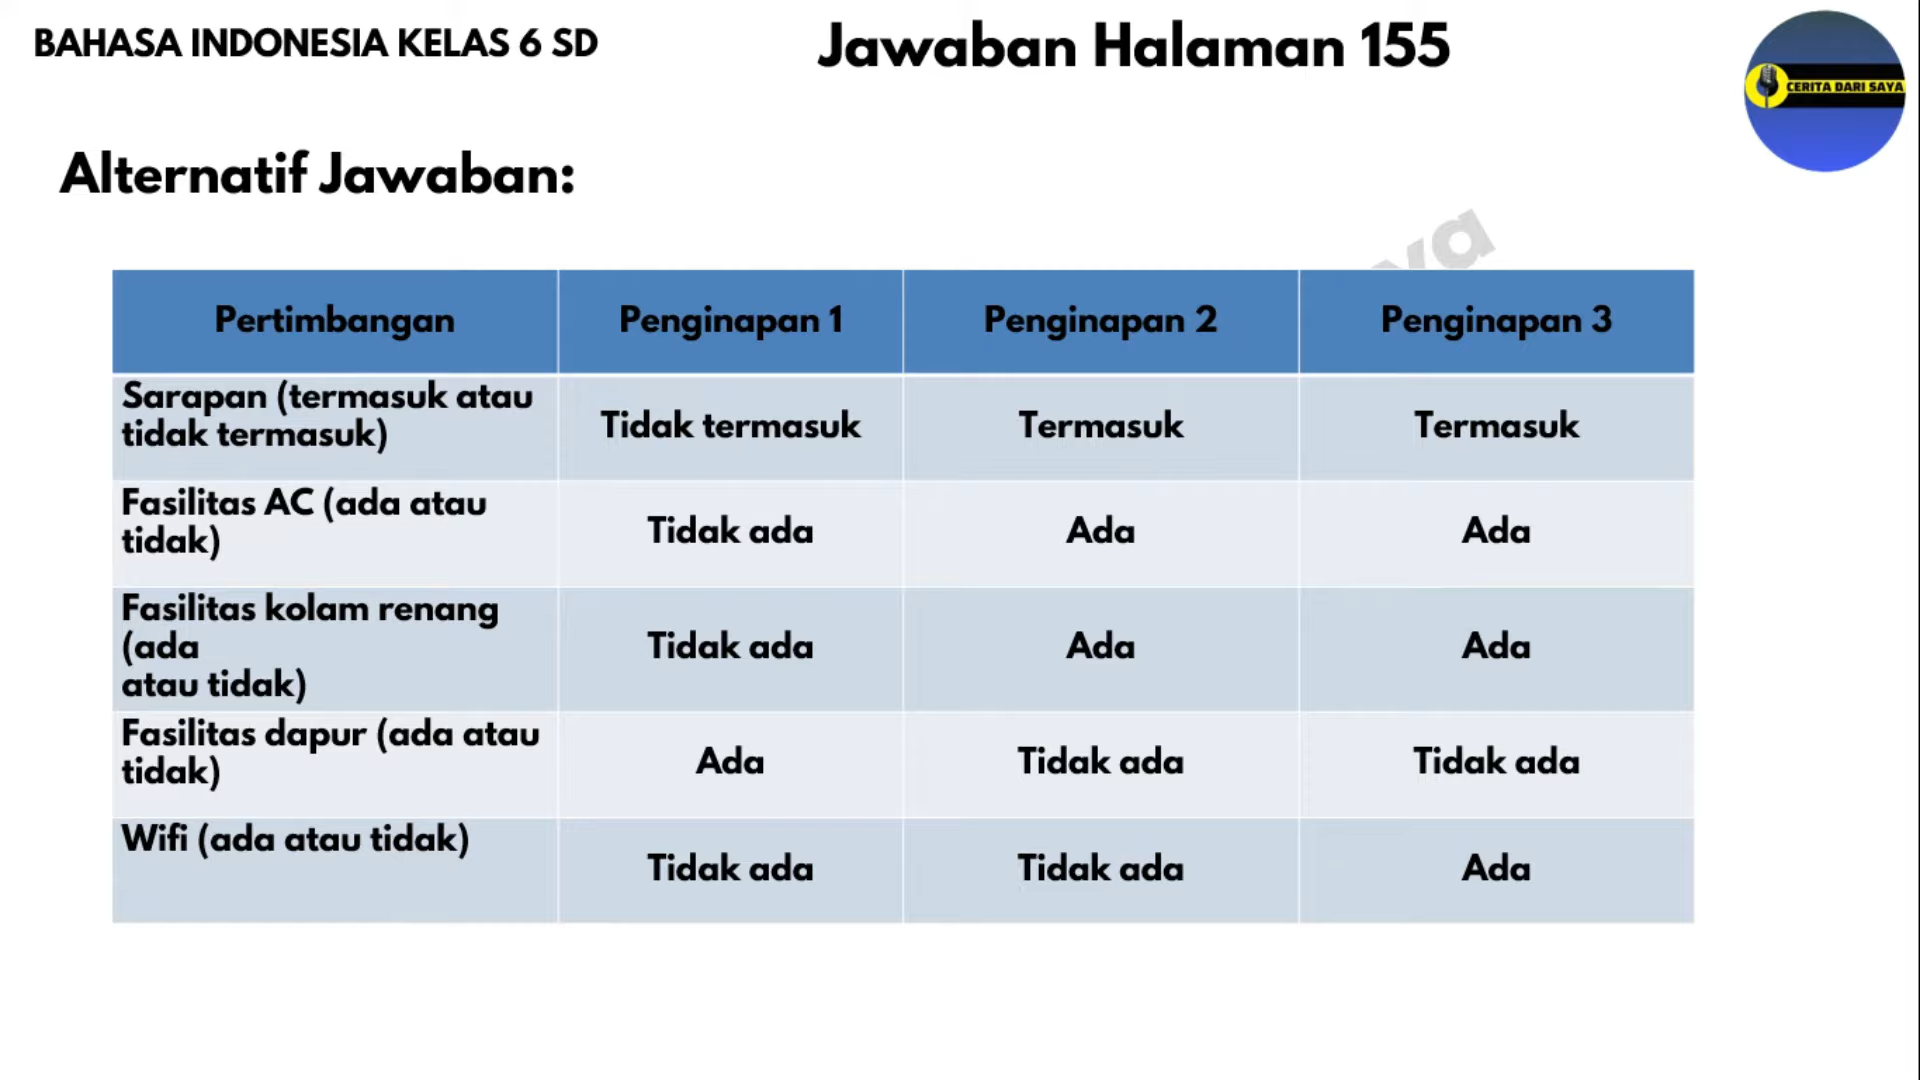 BAHASA INDONESIA KELAS 6 SD
Jawaban Halaman 155
CERITA DARI SAYA
Alternatif Jawaban:
Pertimbangan
Penginapan 1
Penginapan 2
Penginapan 3
Sarapan (termasuk atau
tidak termasuk)
Tidak termasuk
Termasuk
Termasuk
Fasilitas AC (ada atau
tidak)
Tidak ada
Ada
Ada
Fasilitas kolam renang
(ada
atau tidak)
Tidak ada
Ada
Ada
Fasilitas dapur (ada atau
tidak)
Ada
Tidak ada
Tidak ada
Wifi (ada atau tidak)
Tidak ada
Tidak ada
Ada